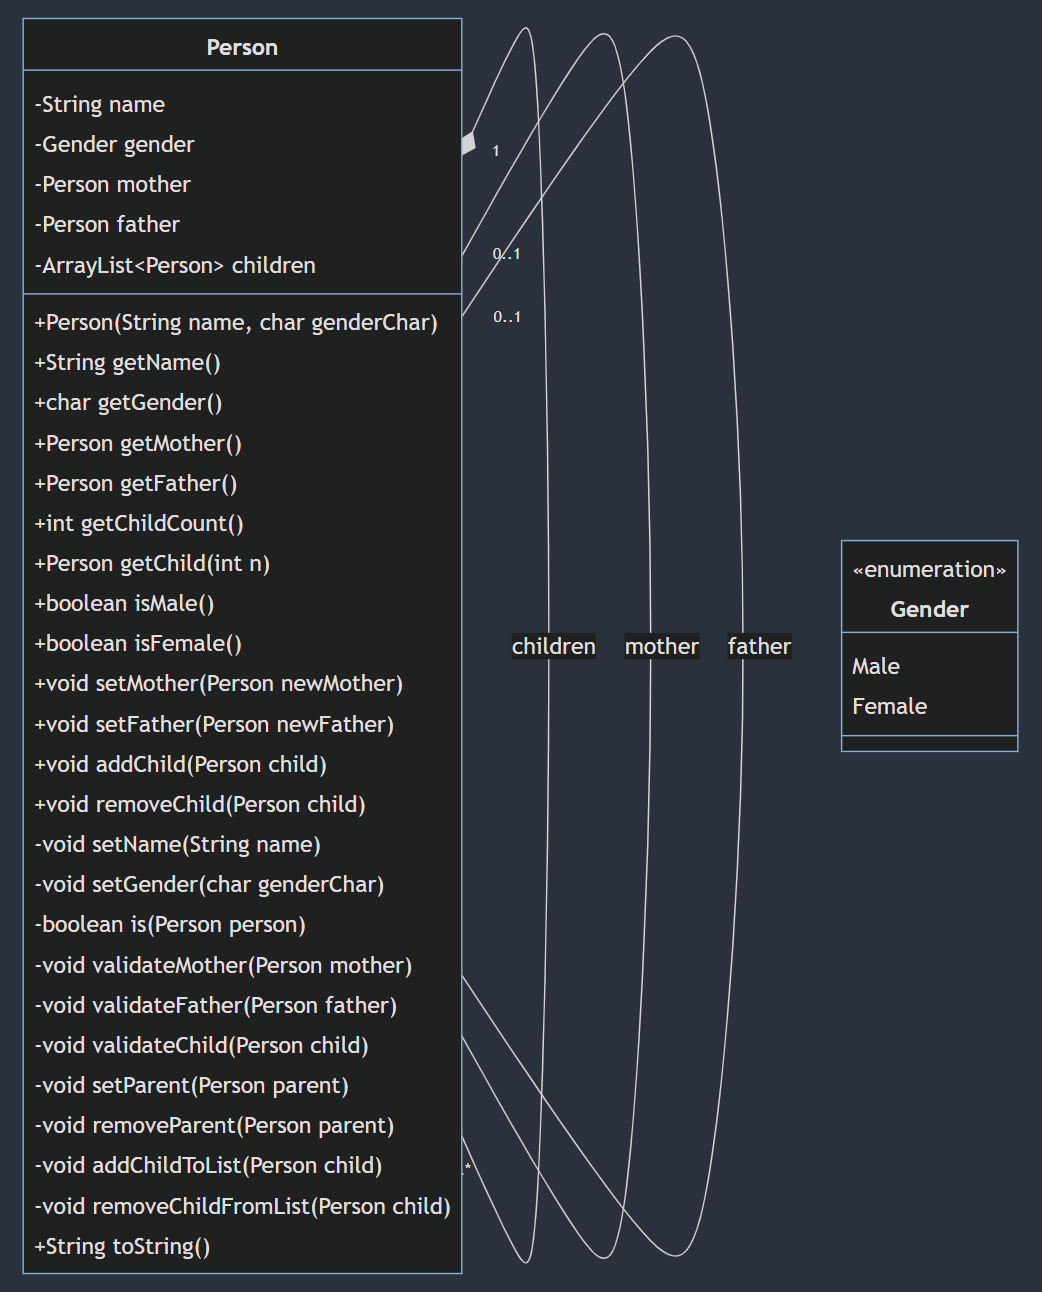 Person
-String name
-Gender gender
-Person mother
-Person father
-ArrayList<Person> children
+Person(String name, char genderChar)
+String getName()
+char getGender()
+Person getMother()
+Person getFather()
+int getChildCount()
+Person getChild(int n)
+boolean isMale()
+boolean isFemale()
+void setMother(Person newMother)
+void setFather(Person newFather)
+void addChild(Person child)
+void removeChild(Person child)
-void setName(String name)
-void setGender(char genderChar)
-boolean is(Person person)
-void validateMother(Person mother)
-void validateFather(Person father)
-void validateChild(Person child)
-void setParent(Person parent)
-void removeParent(Person parent)
-void addChildToList(Person child)
-void removeChildFromList(Person child)
+String toString()
1
0..1
0..1
children
mother
father
*
«enumeration»
Gender
Male
Female